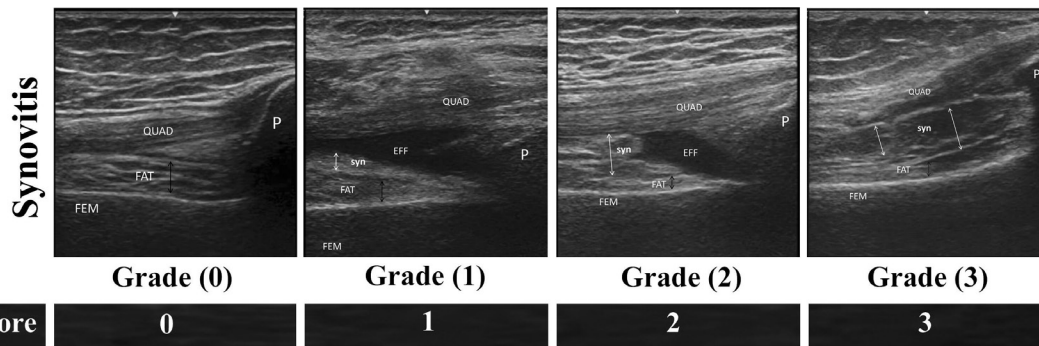 Synovitis
QUAD
FAT
FEM
P
QUAD
EFF
syn
FAT
FEM
P
QUAD
EFF
syn
FAT
FEM
P
QUAD
syn
FAT
FEM
P
Grade (0)
Grade (1)
Grade (2)
Grade (3)
ore
0
1
2
3